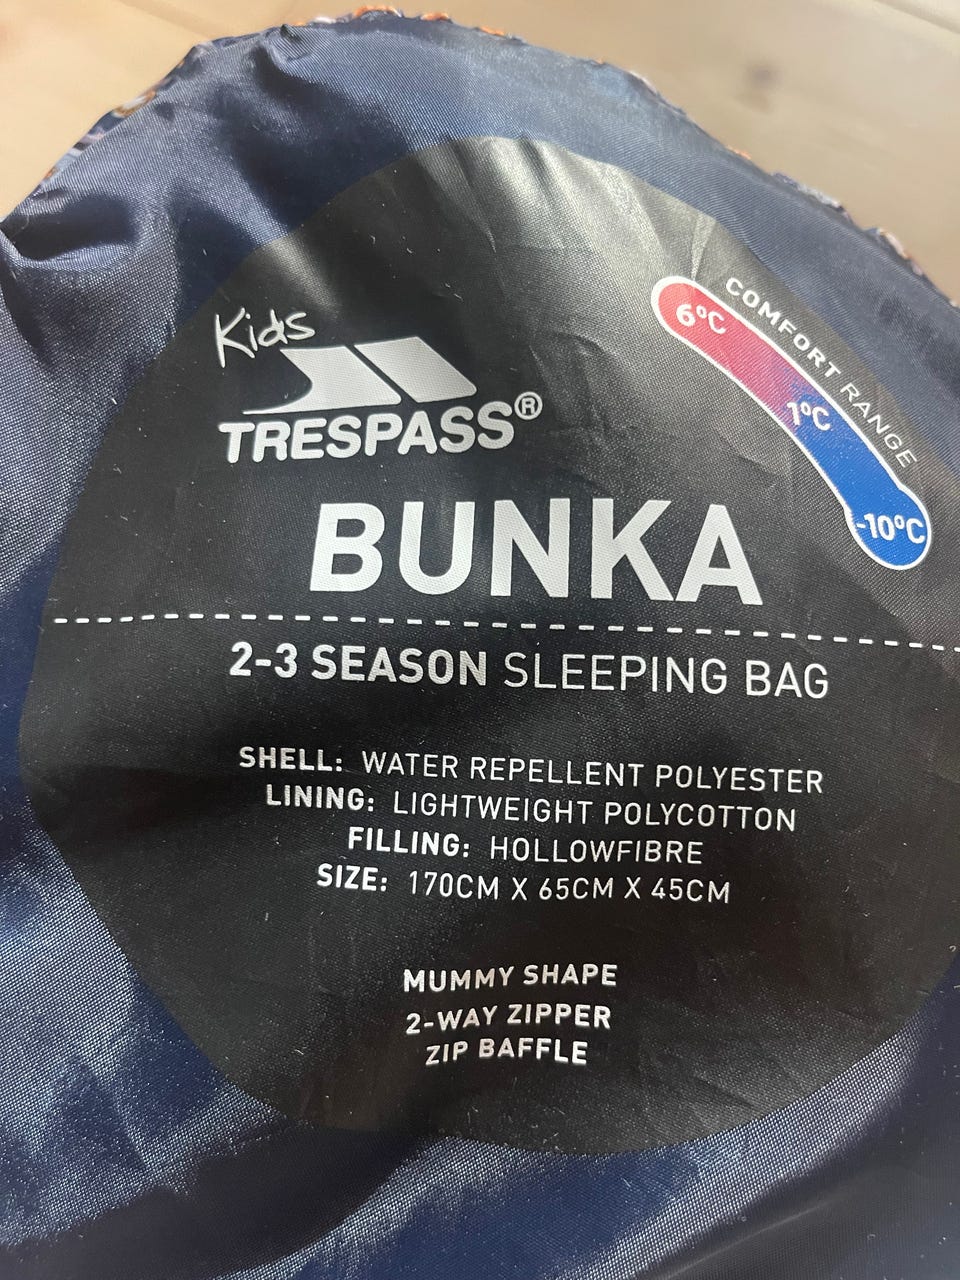 Kids
TRESPASS®
COMFORT RANGE
6°C
1°C
-10°C
BUNKA
2-3 SEASON SLEEPING BAG
SHELL: WATER REPELLENT POLYESTER
LINING: LIGHTWEIGHT POLYCOTTON
FILLING: HOLLOWFIBRE
SIZE: 170CM X 65CM X 45CM
MUMMY SHAPE
2-WAY ZIPPER
ZIP BAFFLE